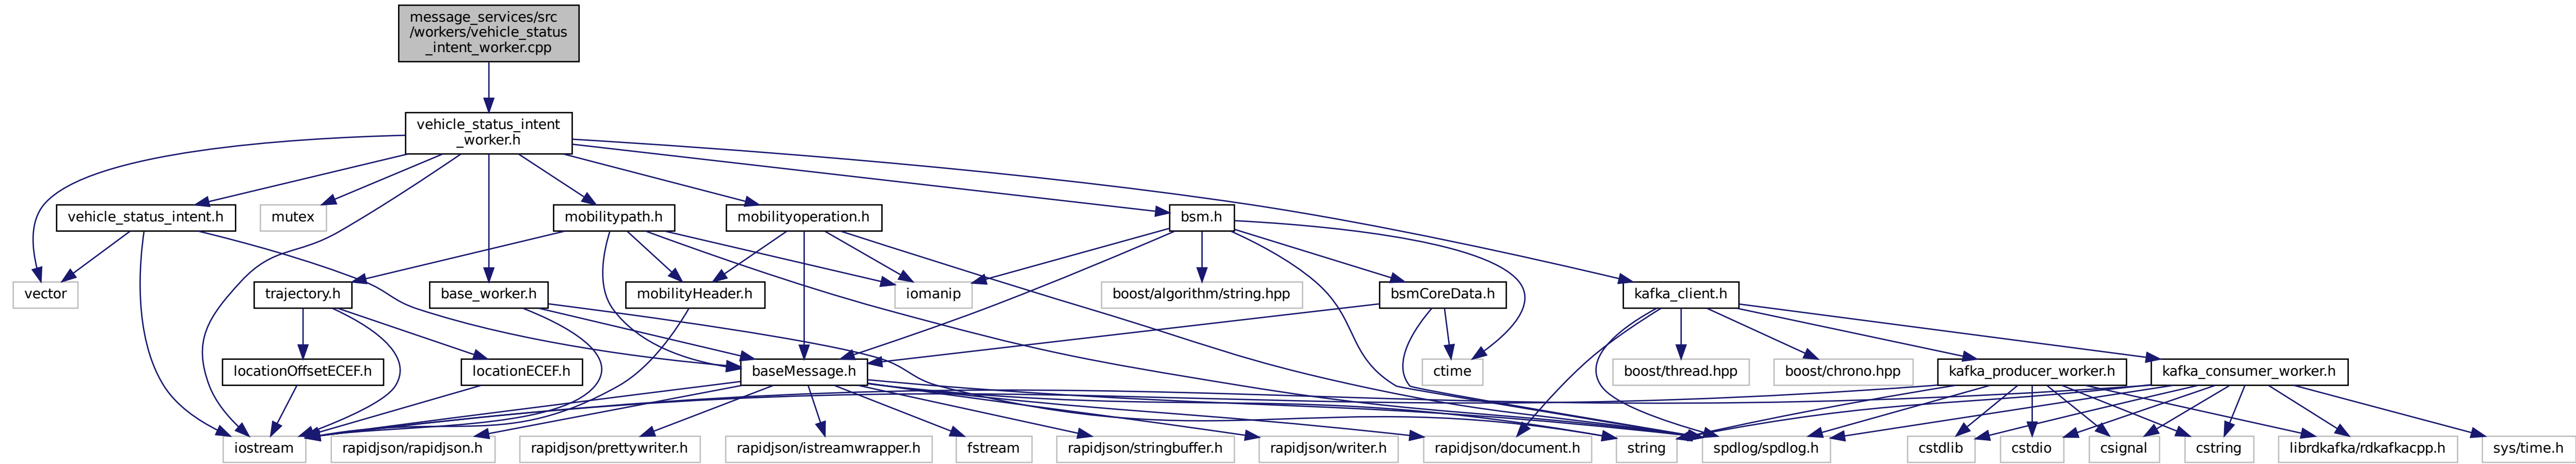 message_services/src
/workers/vehicle_status
_intent_worker.cpp
vehicle_status_intent
_worker.h
vehicle_status_intent.h
mutex
mobilitypath.h
mobilityoperation.h
bsm.h
vector
trajectory.h
base_worker.h
mobilityHeader.h
iomanip
boost/algorithm/string.hpp
bsmCoreData.h
kafka_client.h
locationOffsetECEF.h
locationECEF.h
baseMessage.h
ctime
boost/thread.hpp
boost/chrono.hpp
kafka_producer_worker.h
kafka_consumer_worker.h
iostream
rapidjson/rapidjson.h
rapidjson/prettywriter.h
rapidjson/istreamwrapper.h
fstream
rapidjson/stringbuffer.h
rapidjson/writer.h
rapidjson/document.h
string
spdlog/spdlog.h
cstdlib
cstdio
csignal
cstring
librdkafka/rdkafkacpp.h
sys/time.h